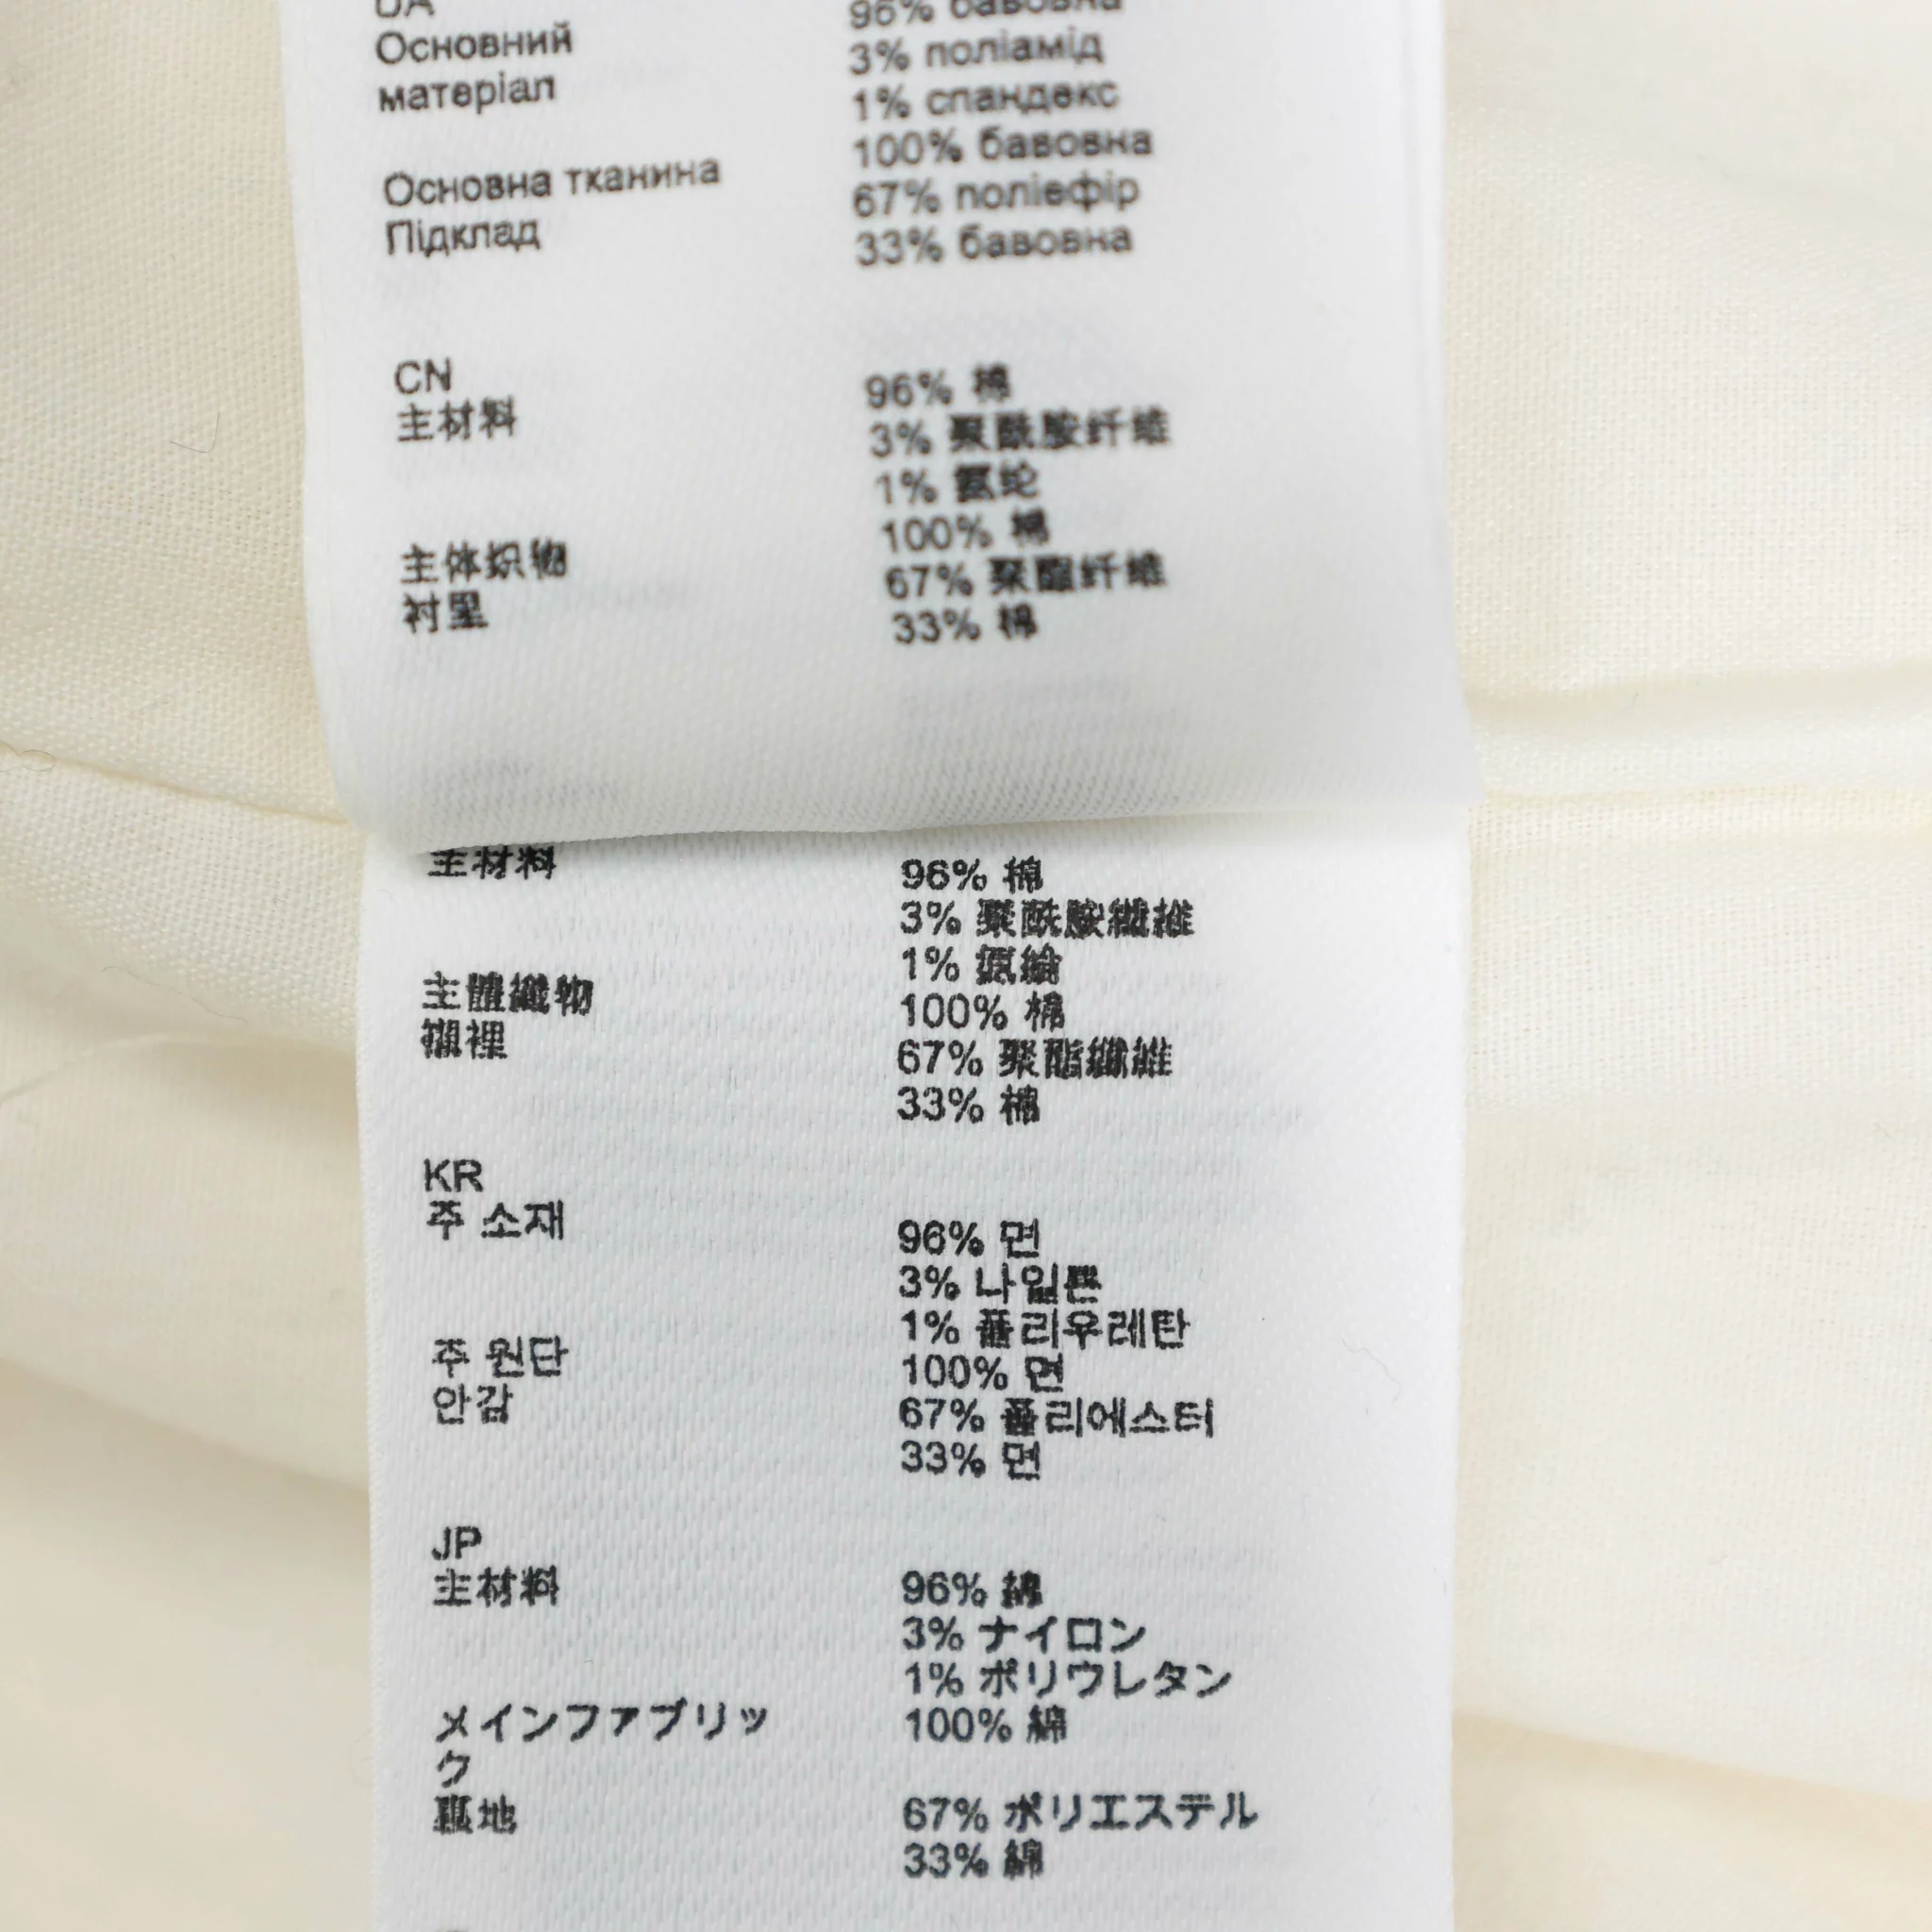 UA
Основний 96% бавовна
матеріал 3% поліамід
1% спандекс
100% бавовна
Основна тканина 67% поліефір
Підклад 33% бавовна
CN 96% 棉
主材料 3% 聚酰胺纤维
1% 氨纶
100% 棉
主体织物 67% 聚酯纤维
衬里 33% 棉
主材料 96% 棉
3% 聚酰胺纖維
1% 氨綸
主體織物 100% 棉
襯裡 67% 聚酯纖維
33% 棉
KR
주 소재 96% 면
3% 나일론
1% 폴리우레탄
주 원단 100% 면
안감 67% 폴리에스터
33% 면
JP
主材料 96% 綿
3% ナイロン
1% ポリウレタン
メインファブリッ 100% 綿
ク
裏地 67% ポリエステル
33% 綿